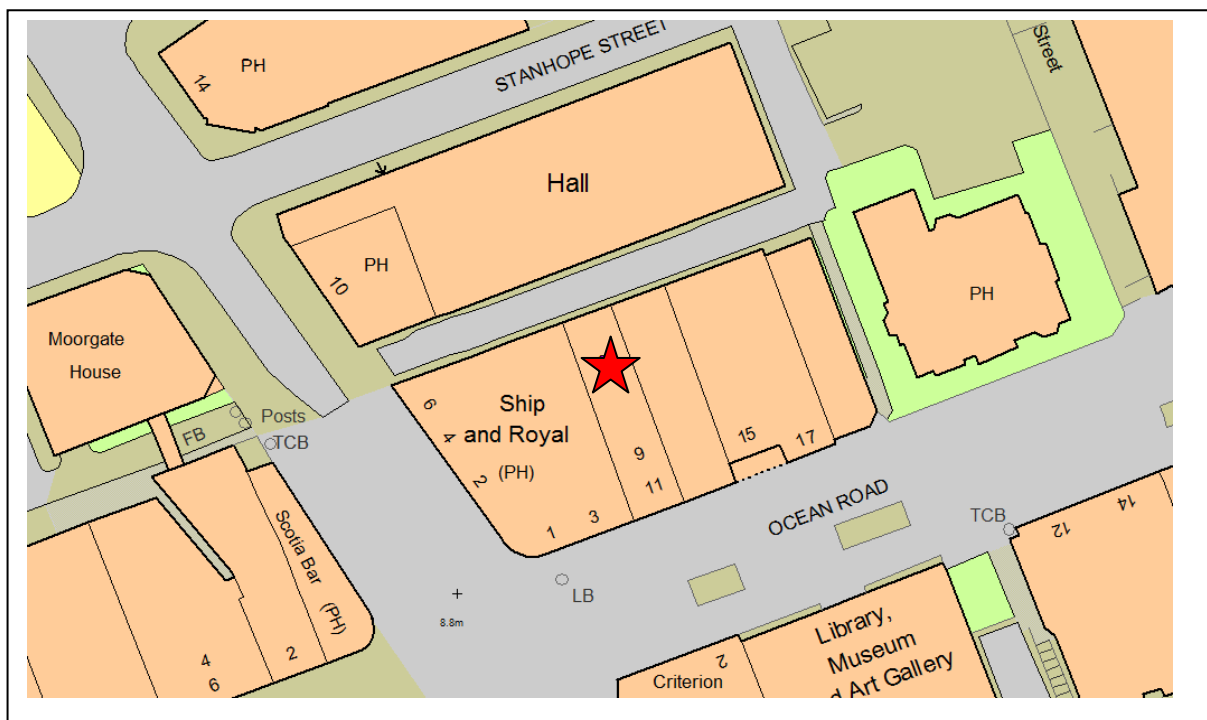 PH
14
STANHOPE STREET
Street
Hall
PH
10
PH
Moorgate
House
Posts
FB
TCB
6
4
2
Ship
and Royal
(PH)
1
3
9
11
15
17
OCEAN ROAD
TCB
12
14
Scotia Bar
(PH)
LB
8.8m
4
6
2
2
Criterion
Library,
Museum
d Art Gallery